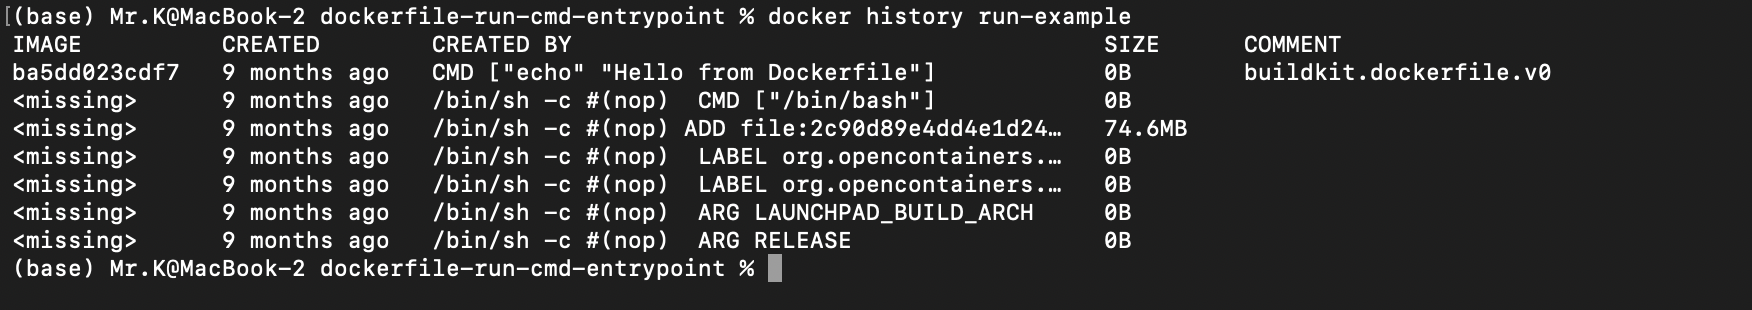 (base) Mr.K@MacBook-2 dockerfile-run-cmd-entrypoint % docker history run-example
IMAGE CREATED CREATED BY SIZE COMMENT
ba5dd023cdf7 9 months ago CMD ["echo" "Hello from Dockerfile"] 0B buildkit.dockerfile.v0
<missing> 9 months ago /bin/sh -c #(nop)  CMD ["/bin/bash"] 0B
<missing> 9 months ago /bin/sh -c #(nop) ADD file:2c90d89e4dd4e1d24… 74.6MB
<missing> 9 months ago /bin/sh -c #(nop)  LABEL org.opencontainers.… 0B
<missing> 9 months ago /bin/sh -c #(nop)  LABEL org.opencontainers.… 0B
<missing> 9 months ago /bin/sh -c #(nop)  ARG LAUNCHPAD_BUILD_ARCH 0B
<missing> 9 months ago /bin/sh -c #(nop)  ARG RELEASE 0B
(base) Mr.K@MacBook-2 dockerfile-run-cmd-entrypoint %